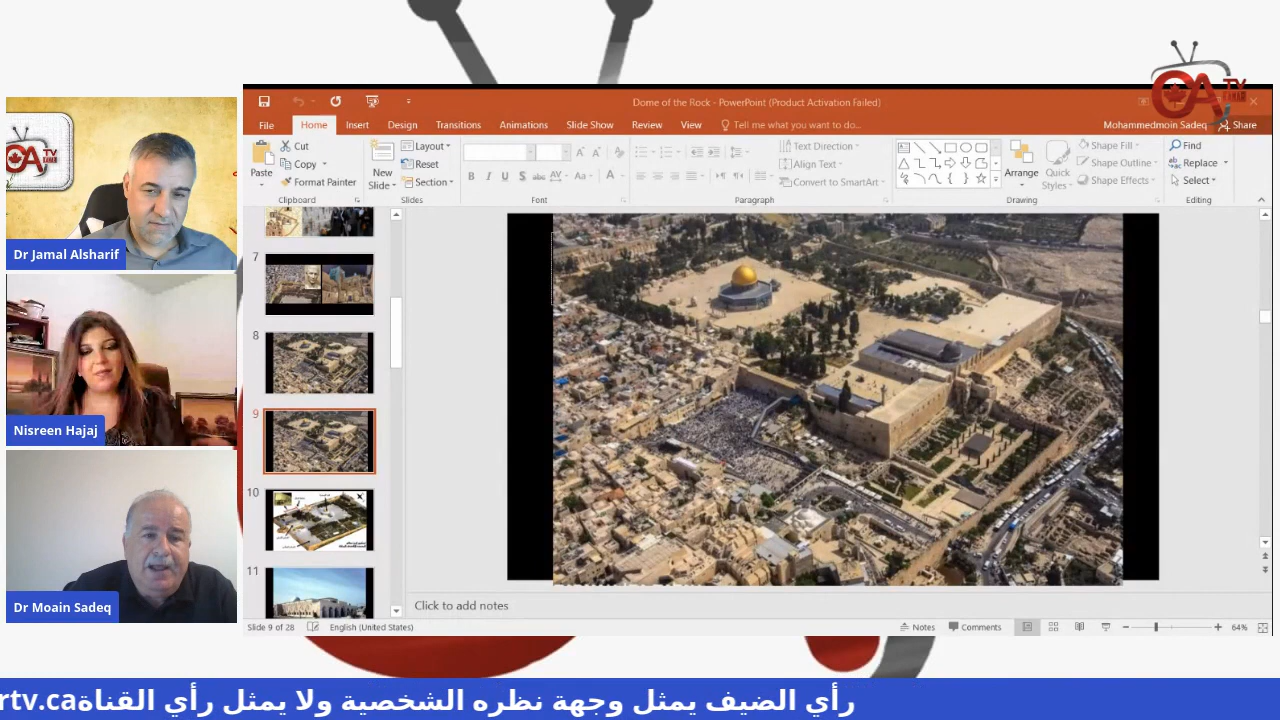 Dome of the Rock - PowerPoint (Product Activation Failed)
File Home Insert Design Transitions Animations Slide Show Review View Tell me what you want to do... Mohammedmoin Sadeq Share
Paste
Cut
Copy
Format Painter
Clipboard
New
Slide
Layout
Reset
Section
Slides
Font
Text Direction
Align Text
Convert to SmartArt
Paragraph
Arrange
Quick
Styles
Shape Fill
Shape Outline
Shape Effects
Drawing
Find
Replace
Select
Editing
7
8
9
10
11
Click to add notes
Slide 9 of 28 English (United States) Notes Comments 64%
Dr Jamal Alsharif
Nisreen Hajaj
Dr Moain Sadeq
رأي الضيف يمثل وجهة نظره الشخصية ولا يمثل رأي القناة
rtv.ca